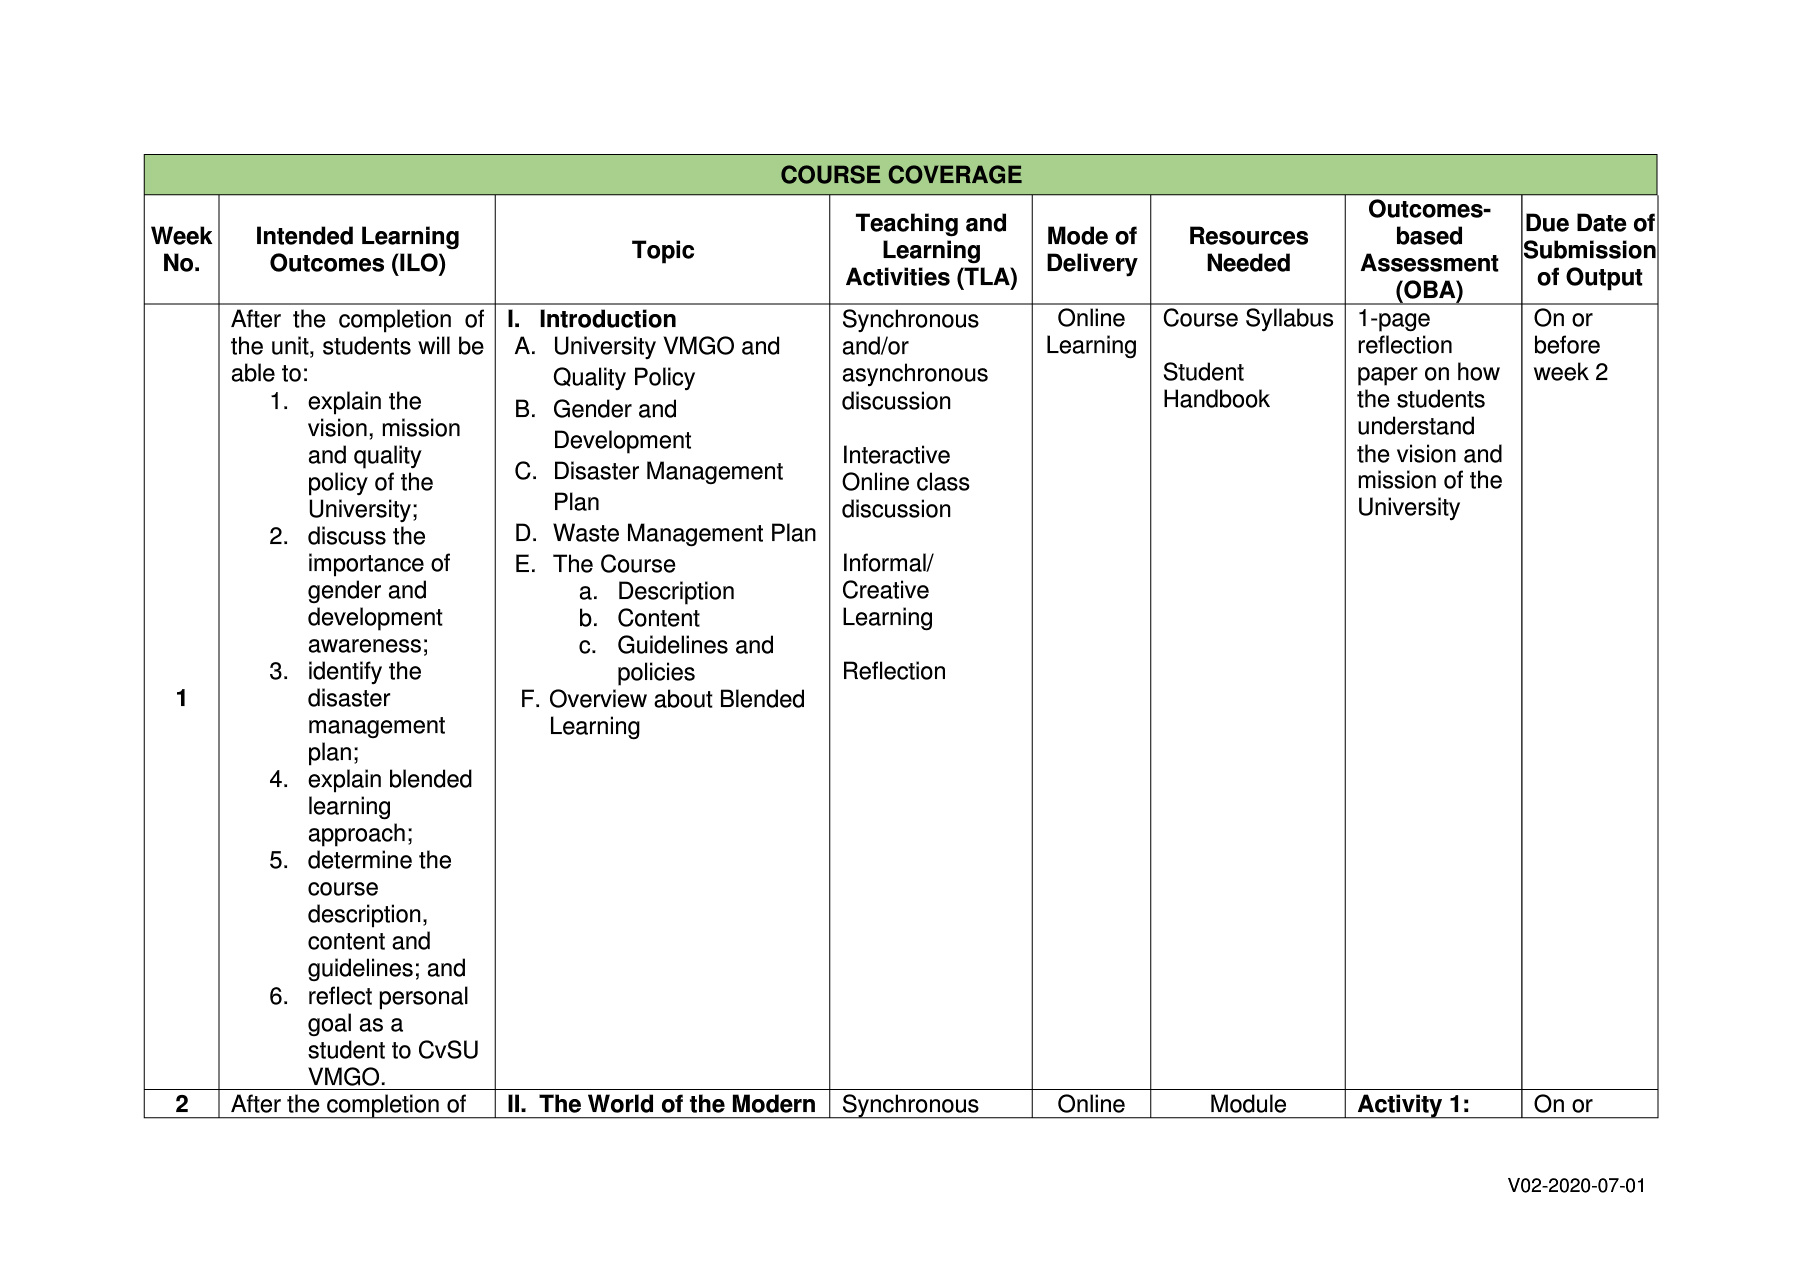 COURSE COVERAGE
Week
No.
Intended Learning
Outcomes (ILO)
Topic
Teaching and
Learning
Activities (TLA)
Mode of
Delivery
Resources
Needed
Outcomes-
based
Assessment
(OBA)
Due Date of
Submission
of Output
1
After the completion of
the unit, students will be
able to:
1. explain the
vision, mission
and quality
policy of the
University;
2. discuss the
importance of
gender and
development
awareness;
3. identify the
disaster
management
plan;
4. explain blended
learning
approach;
5. determine the
course
description,
content and
guidelines; and
6. reflect personal
goal as a
student to CvSU
VMGO.
I. Introduction
A. University VMGO and
Quality Policy
B. Gender and
Development
C. Disaster Management
Plan
D. Waste Management Plan
E. The Course
a. Description
b. Content
c. Guidelines and
policies
F. Overview about Blended
Learning
Synchronous
and/or
asynchronous
discussion
Interactive
Online class
discussion
Informal/
Creative
Learning
Reflection
Online
Learning
Course Syllabus
Student
Handbook
1-page
reflection
paper on how
the students
understand
the vision and
mission of the
University
On or
before
week 2
2
After the completion of
II. The World of the Modern
Synchronous
Online
Module
Activity 1:
On or
V02-2020-07-01